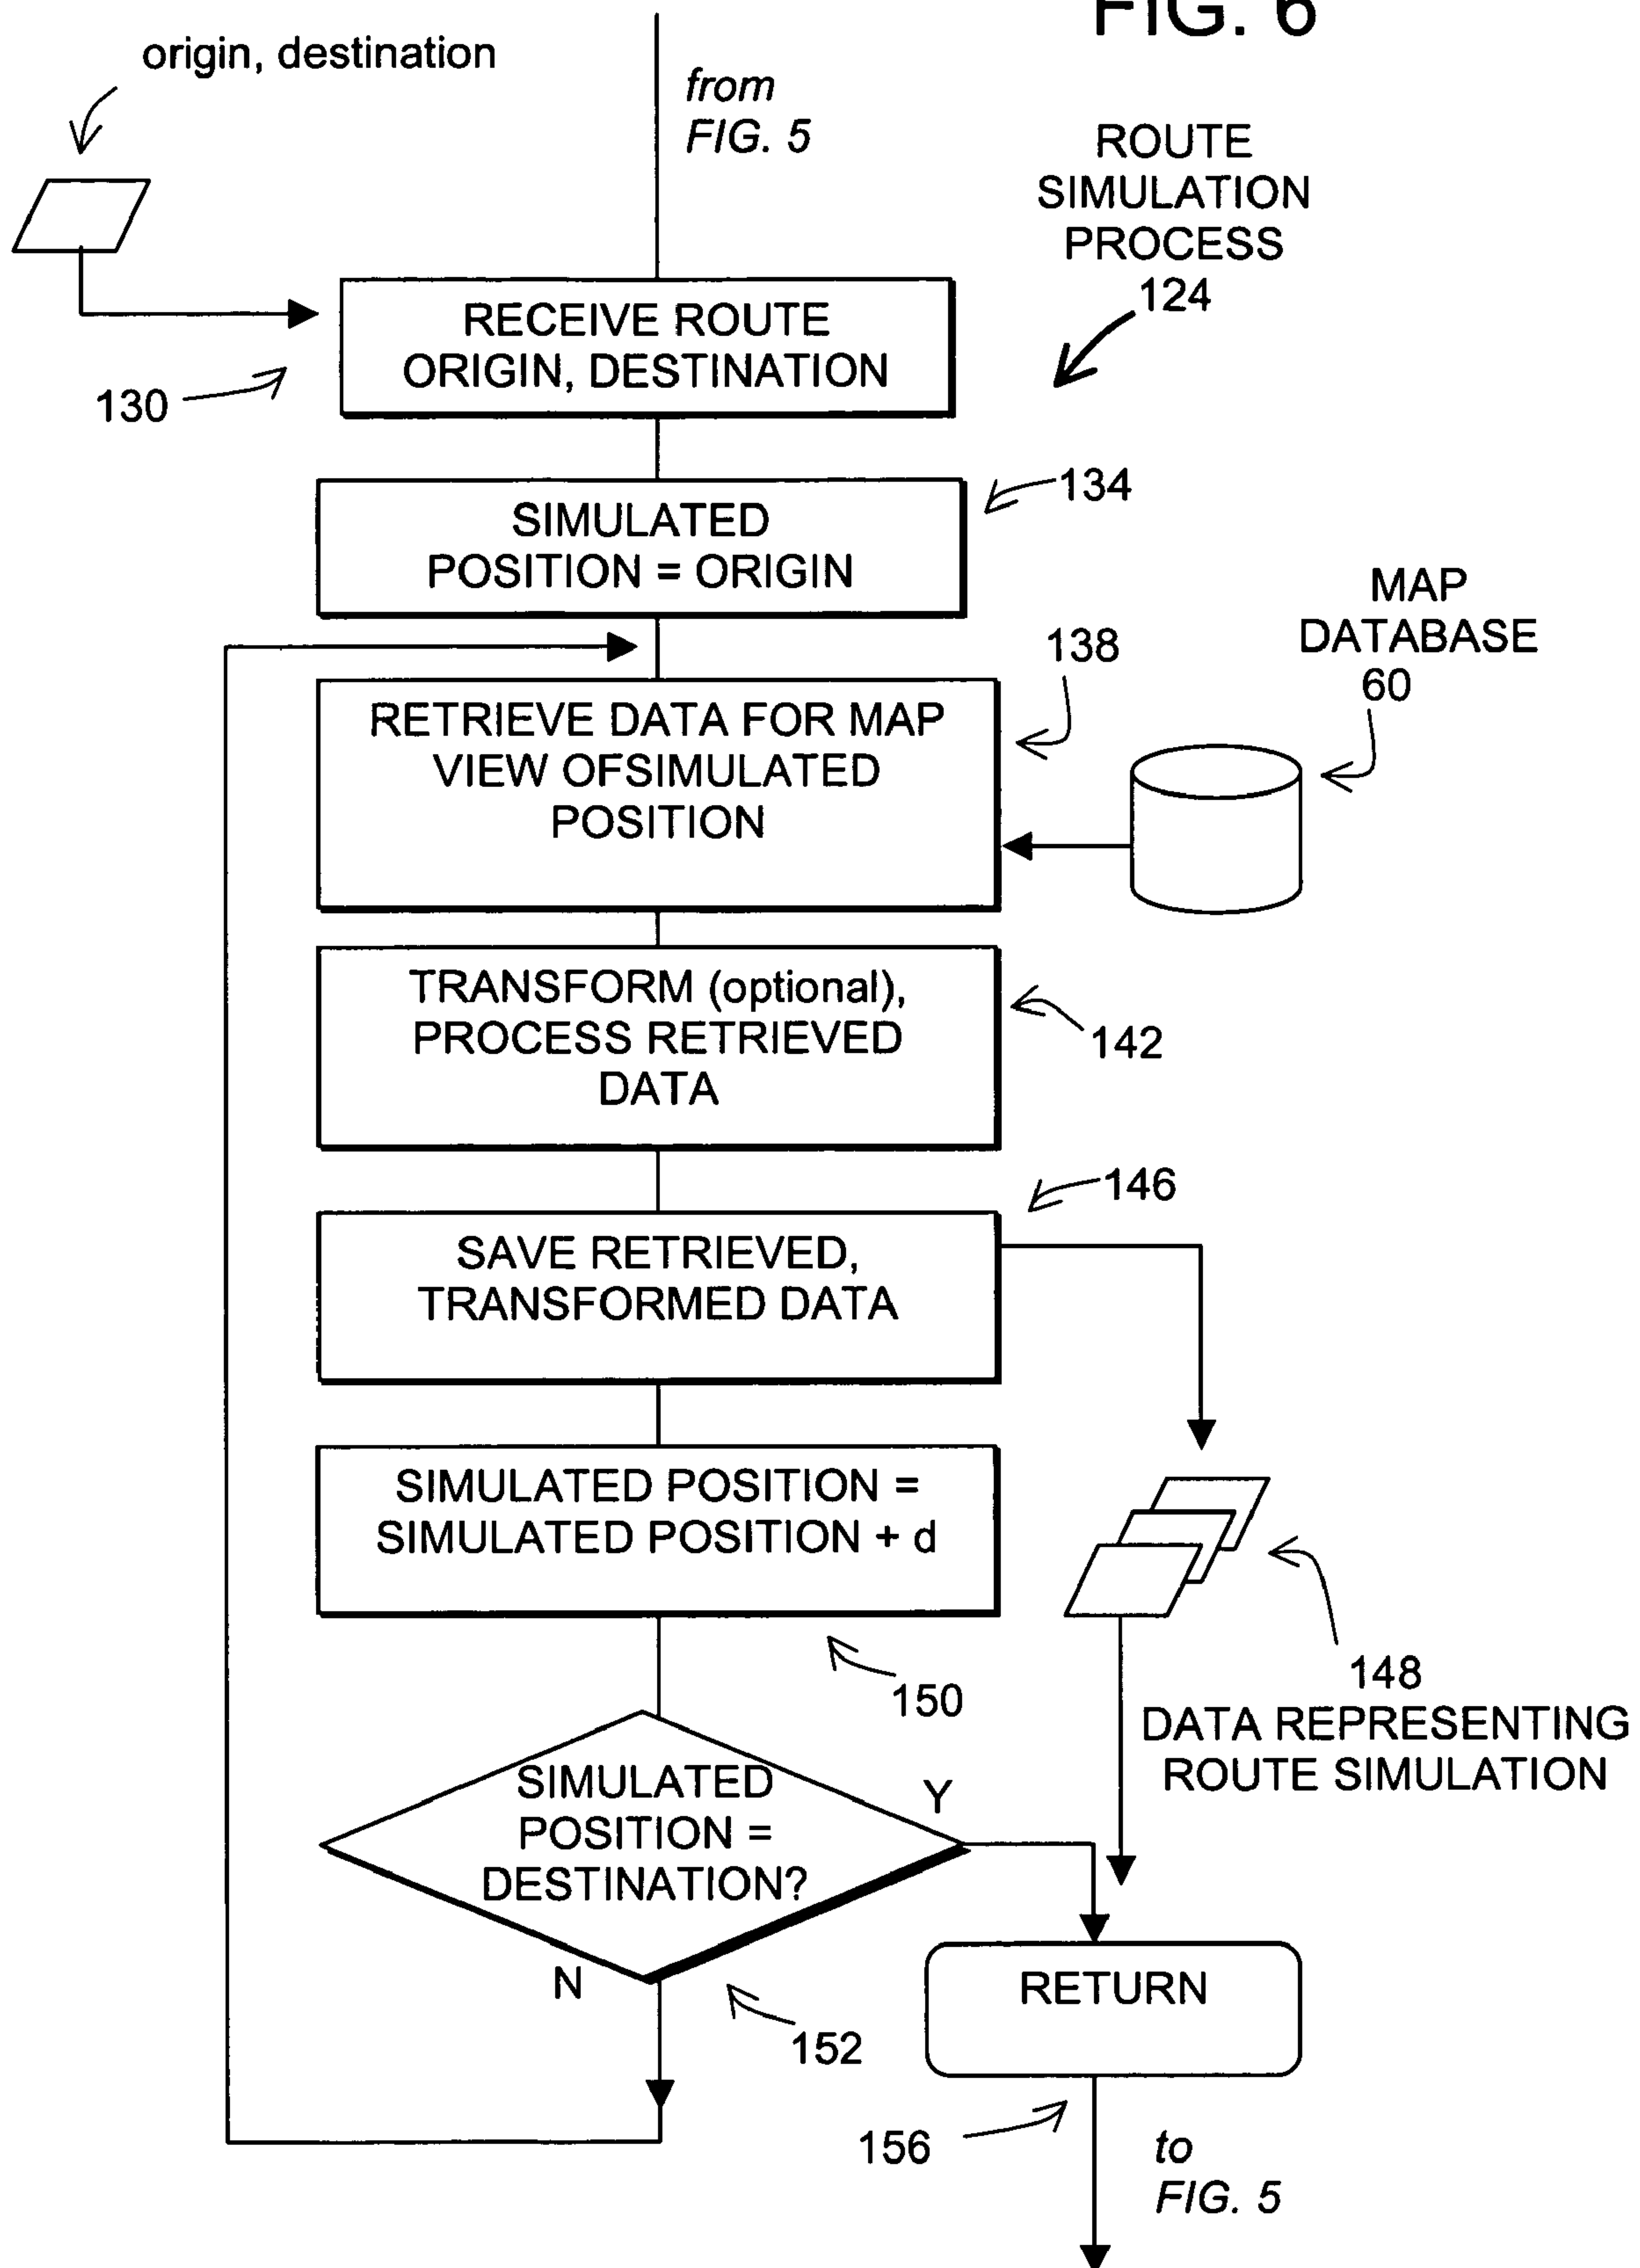 FIG. 6
origin, destination
from
FIG. 5
ROUTE
SIMULATION
PROCESS
124
RECEIVE ROUTE
ORIGIN, DESTINATION
130
134
SIMULATED
POSITION = ORIGIN
MAP
DATABASE
60
138
RETRIEVE DATA FOR MAP
VIEW OFSIMULATED
POSITION
TRANSFORM (optional),
PROCESS RETRIEVED
DATA
142
146
SAVE RETRIEVED,
TRANSFORMED DATA
SIMULATED POSITION =
SIMULATED POSITION + d
150
148
DATA REPRESENTING
ROUTE SIMULATION
SIMULATED
POSITION =
DESTINATION?
Y
N
152
RETURN
156
to
FIG. 5